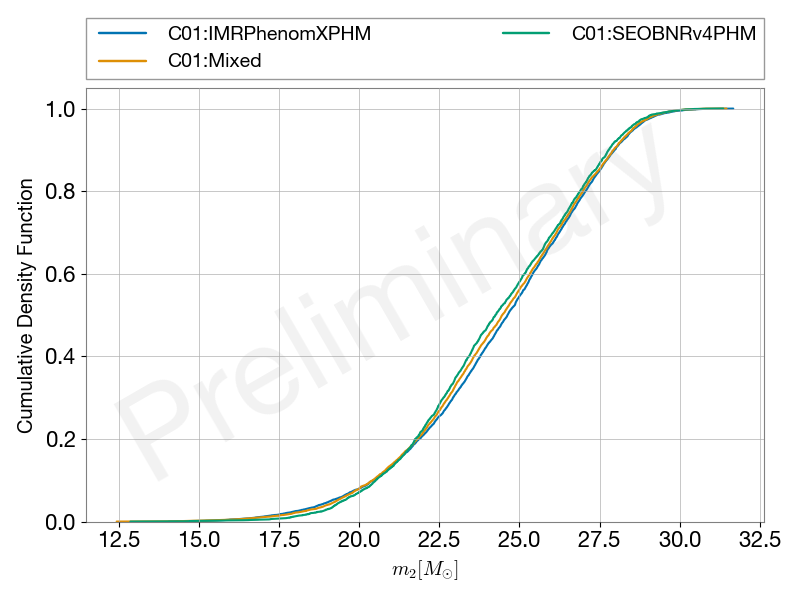 C01:IMRPhenomXPHM
C01:Mixed
C01:SEOBNRv4PHM
1.0
0.8
0.6
0.4
0.2
0.0
Cumulative Density Function
Preliminary
12.5 15.0 17.5 20.0 22.5 25.0 27.5 30.0 32.5
m₂[M☉]